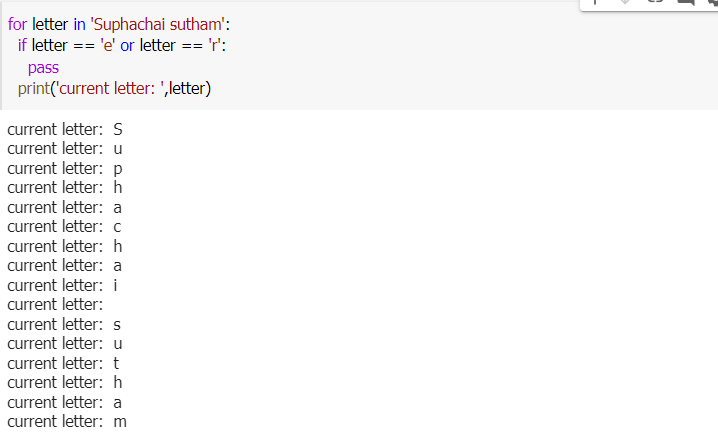 for letter in 'Suphachai sutham':
  if letter == 'e' or letter == 'r':
    pass
  print('current letter: ',letter)
current letter:  S
current letter:  u
current letter:  p
current letter:  h
current letter:  a
current letter:  c
current letter:  h
current letter:  a
current letter:  i
current letter:
current letter:  s
current letter:  u
current letter:  t
current letter:  h
current letter:  a
current letter:  m